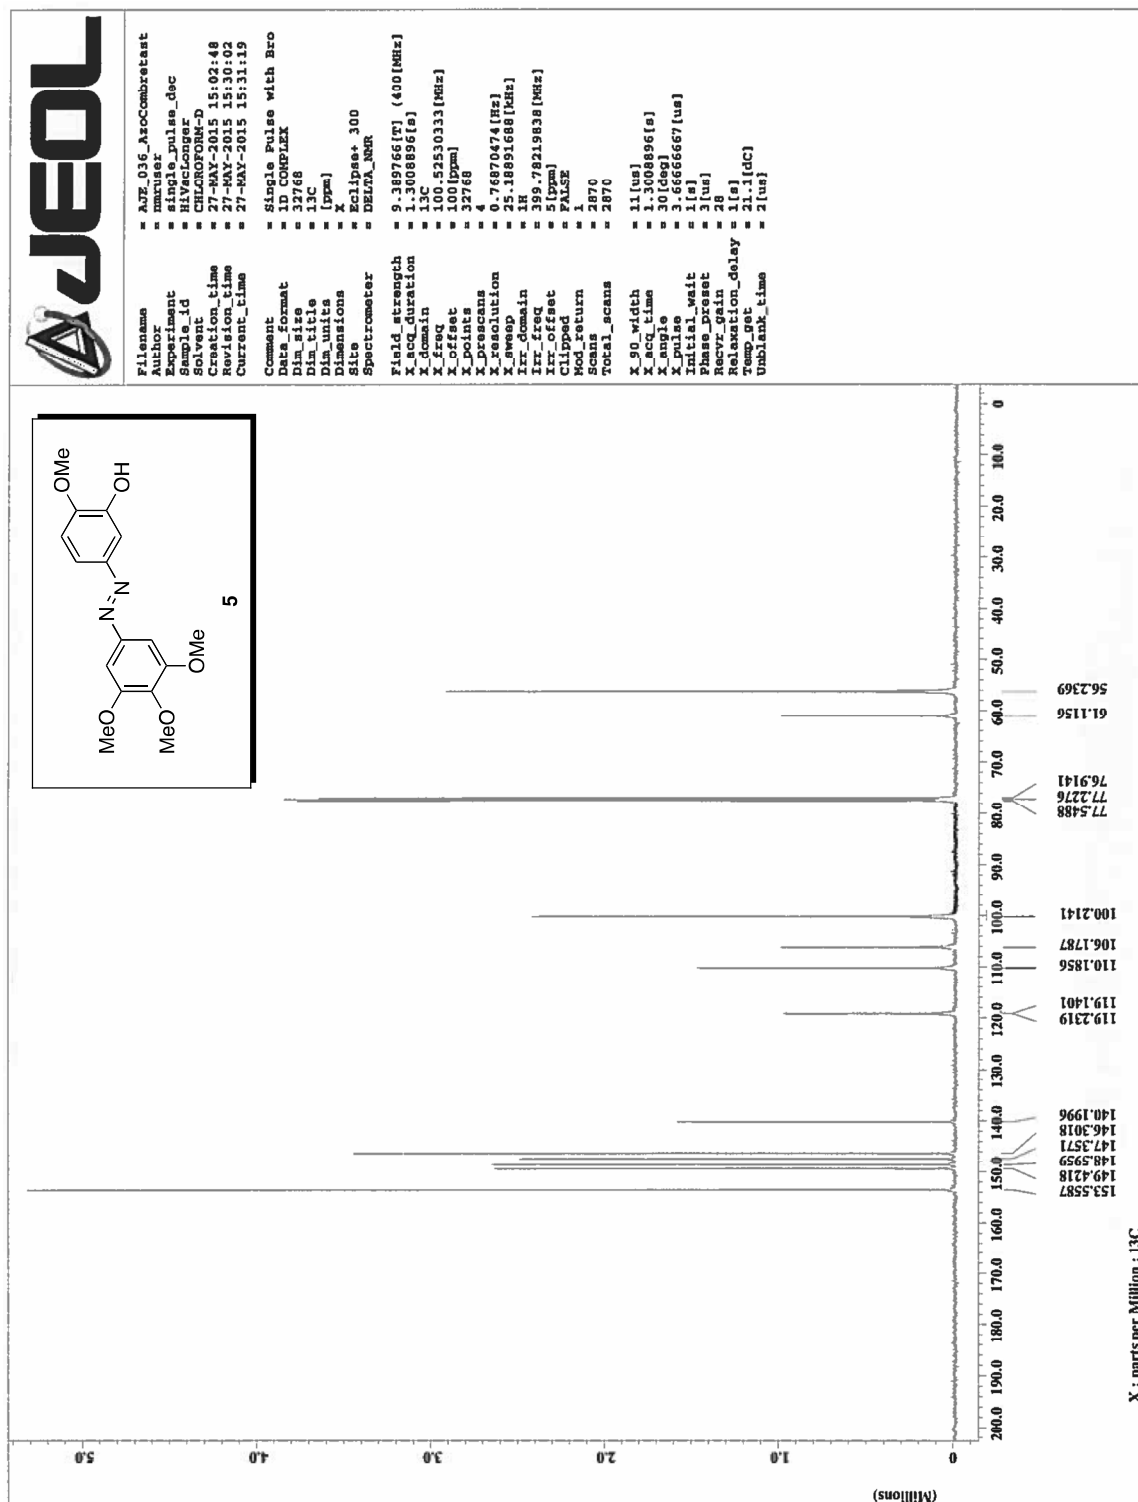 JEOL
Filename = AJE_036_AzoCombretast
Author = nmruser
Experiment = single_pulse_dec
Sample_id = HiVacLonger
Solvent = CHLOROFORM-D
Creation_time = 27-MAY-2015 15:02:48
Revision_time = 27-MAY-2015 15:30:02
Current_time = 27-MAY-2015 15:31:19
Comment = Single Pulse with Bro
Data_format = 1D COMPLEX
Dim_size = 32768
Dim_title = 13C
Dim_units = [ppm]
Dimensions = X
Site = Eclipse+ 300
Spectrometer = DELTA_NMR
Field_strength = 9.389766[T] (400[MHz]
X_acq_duration = 1.3008896[s]
X_domain = 13C
X_freq = 100.52530333[MHz]
X_offset = 100[ppm]
X_points = 32768
X_prescans = 4
X_resolution = 0.76870474[Hz]
X_sweep = 25.18891688[kHz]
Irr_domain = 1H
Irr_freq = 399.78219838[MHz]
Irr_offset = 5[ppm]
Clipped = FALSE
Mod_return = 1
Scans = 2870
Total_scans = 2870
X_90_width = 11[us]
X_acq_time = 1.3008896[s]
X_angle = 30[deg]
X_pulse = 3.66666667[us]
Initial_wait = 1[s]
Phase_preset = 3[us]
Recvr_gain = 28
Relaxation_delay = 1[s]
Temp_get = 21.1[dC]
Unblank_time = 2[us]
MeO
MeO
OMe
N
N
OMe
OH
5
(Millions)
5.0
4.0
3.0
2.0
1.0
0
200.0 190.0 180.0 170.0 160.0 150.0 140.0 130.0 120.0 110.0 100.0 90.0 80.0 70.0 60.0 50.0 40.0 30.0 20.0 10.0 0
153.5587
149.4218
148.5959
147.3571
146.3018
140.1996
119.2319
119.1401
110.1856
106.1787
100.2141
77.5488
77.2276
76.9141
61.1156
56.2369
X : parts per Million : 13C